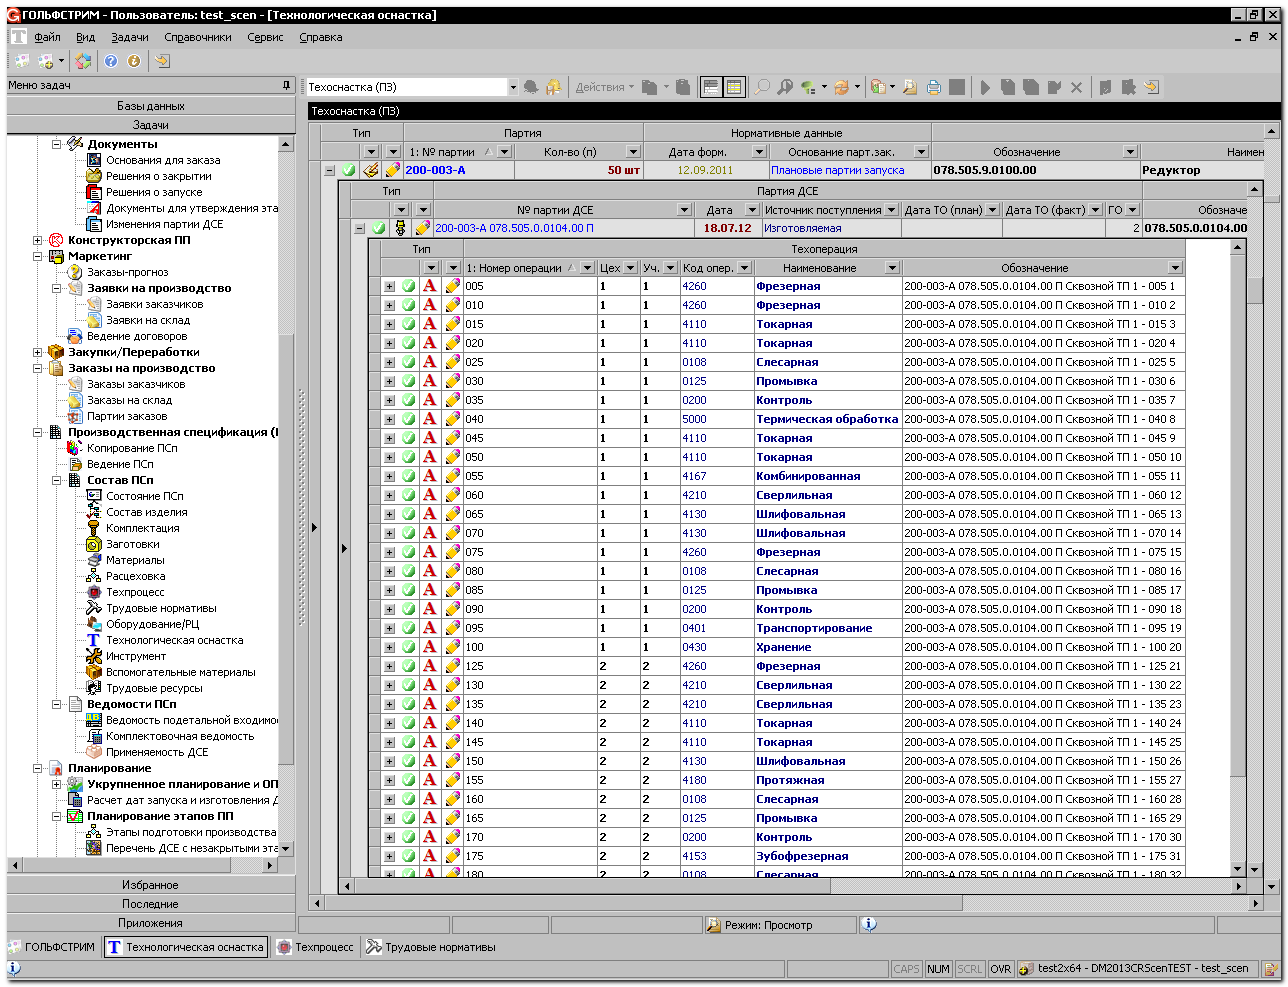 ГОЛЬФСТРИМ - Пользователь: test_scen - [Технологическая оснастка]
Файл Вид Задачи Справочники Сервис Справка
Меню задач
Базы данных
Задачи
Документы
Основания для заказа
Решения о закрытии
Решения о запуске
Документы для утверждения эта
Изменения партии ДСЕ
Конструкторская ПП
Маркетинг
Заказы-прогноз
Заявки на производство
Заявки заказчиков
Заявки на склад
Ведение договоров
Закупки/Переработки
Заказы на производство
Заказы заказчиков
Заказы на склад
Партии заказов
Производственная спецификация (
Копирование ПСп
Ведение ПСп
Состав ПСп
Состояние ПСп
Состав изделия
Комплектация
Заготовки
Материалы
Расцеховка
Техпроцесс
Трудовые нормативы
Оборудование/РЦ
Технологическая оснастка
Инструмент
Вспомогательные материалы
Трудовые ресурсы
Ведомости ПСп
Ведомость подетальной входимо
Комплектовочная ведомость
Применяемость ДСЕ
Планирование
Укрупненное планирование и ОП
Расчет дат запуска и изготовления Д
Планирование этапов ПП
Этапы подготовки производства
Перечень ДСЕ с незакрытыми эта
Избранное
Последние
Приложения
Техоснастка (ПЗ) Действия
Техоснастка (ПЗ)
Тип Партия Нормативные данные
1: № партии Кол-во (п) Дата форм. Основание парт.зак. Обозначение Наимен
200-003-А 50 шт 12.09.2011 Плановые партии запуска 078.505.9.0100.00 Редуктор
Тип Партия ДСЕ
№ партии ДСЕ Дата Источник поступления Дата ТО (план) Дата ТО (факт) ГО Обозначе
200-003-А 078.505.0.0104.00 П 18.07.12 Изготовляемая 2 078.505.0.0104.00
Тип Техоперация
1: Номер операции Цех Уч. Код опер. Наименование Обозначение
005 1 1 4260 Фрезерная 200-003-А 078.505.0.0104.00 П Сквозной ТП 1 - 005 1
010 1 1 4260 Фрезерная 200-003-А 078.505.0.0104.00 П Сквозной ТП 1 - 010 2
015 1 1 4110 Токарная 200-003-А 078.505.0.0104.00 П Сквозной ТП 1 - 015 3
020 1 1 4110 Токарная 200-003-А 078.505.0.0104.00 П Сквозной ТП 1 - 020 4
025 1 1 0108 Слесарная 200-003-А 078.505.0.0104.00 П Сквозной ТП 1 - 025 5
030 1 1 0125 Промывка 200-003-А 078.505.0.0104.00 П Сквозной ТП 1 - 030 6
035 1 1 0200 Контроль 200-003-А 078.505.0.0104.00 П Сквозной ТП 1 - 035 7
040 1 1 5000 Термическая обработка 200-003-А 078.505.0.0104.00 П Сквозной ТП 1 - 040 8
045 1 1 4110 Токарная 200-003-А 078.505.0.0104.00 П Сквозной ТП 1 - 045 9
050 1 1 4110 Токарная 200-003-А 078.505.0.0104.00 П Сквозной ТП 1 - 050 10
055 1 1 4167 Комбинированная 200-003-А 078.505.0.0104.00 П Сквозной ТП 1 - 055 11
060 1 1 4210 Сверлильная 200-003-А 078.505.0.0104.00 П Сквозной ТП 1 - 060 12
065 1 1 4130 Шлифовальная 200-003-А 078.505.0.0104.00 П Сквозной ТП 1 - 065 13
070 1 1 4130 Шлифовальная 200-003-А 078.505.0.0104.00 П Сквозной ТП 1 - 070 14
075 1 1 4260 Фрезерная 200-003-А 078.505.0.0104.00 П Сквозной ТП 1 - 075 15
080 1 1 0108 Слесарная 200-003-А 078.505.0.0104.00 П Сквозной ТП 1 - 080 16
085 1 1 0125 Промывка 200-003-А 078.505.0.0104.00 П Сквозной ТП 1 - 085 17
090 1 1 0200 Контроль 200-003-А 078.505.0.0104.00 П Сквозной ТП 1 - 090 18
095 1 1 0401 Транспортирование 200-003-А 078.505.0.0104.00 П Сквозной ТП 1 - 095 19
100 1 1 0430 Хранение 200-003-А 078.505.0.0104.00 П Сквозной ТП 1 - 100 20
125 2 2 4260 Фрезерная 200-003-А 078.505.0.0104.00 П Сквозной ТП 1 - 125 21
130 2 2 4210 Сверлильная 200-003-А 078.505.0.0104.00 П Сквозной ТП 1 - 130 22
135 2 2 4210 Сверлильная 200-003-А 078.505.0.0104.00 П Сквозной ТП 1 - 135 23
140 2 2 4110 Токарная 200-003-А 078.505.0.0104.00 П Сквозной ТП 1 - 140 24
145 2 2 4110 Токарная 200-003-А 078.505.0.0104.00 П Сквозной ТП 1 - 145 25
150 2 2 4130 Шлифовальная 200-003-А 078.505.0.0104.00 П Сквозной ТП 1 - 150 26
155 2 2 4180 Протяжная 200-003-А 078.505.0.0104.00 П Сквозной ТП 1 - 155 27
160 2 2 0108 Слесарная 200-003-А 078.505.0.0104.00 П Сквозной ТП 1 - 160 28
165 2 2 0125 Промывка 200-003-А 078.505.0.0104.00 П Сквозной ТП 1 - 165 29
170 2 2 0200 Контроль 200-003-А 078.505.0.0104.00 П Сквозной ТП 1 - 170 30
175 2 2 4153 Зубофрезерная 200-003-А 078.505.0.0104.00 П Сквозной ТП 1 - 175 31
180 2 2 0108 Слесарная 200-003-А 078.505.0.0104.00 П Сквозной ТП 1 - 180 32
Режим: Просмотр
ГОЛЬФСТРИМ Технологическая оснастка Техпроцесс Трудовые нормативы
CAPS NUM SCRL OVR test2x64 - DM2013CRScenTEST - test_scen